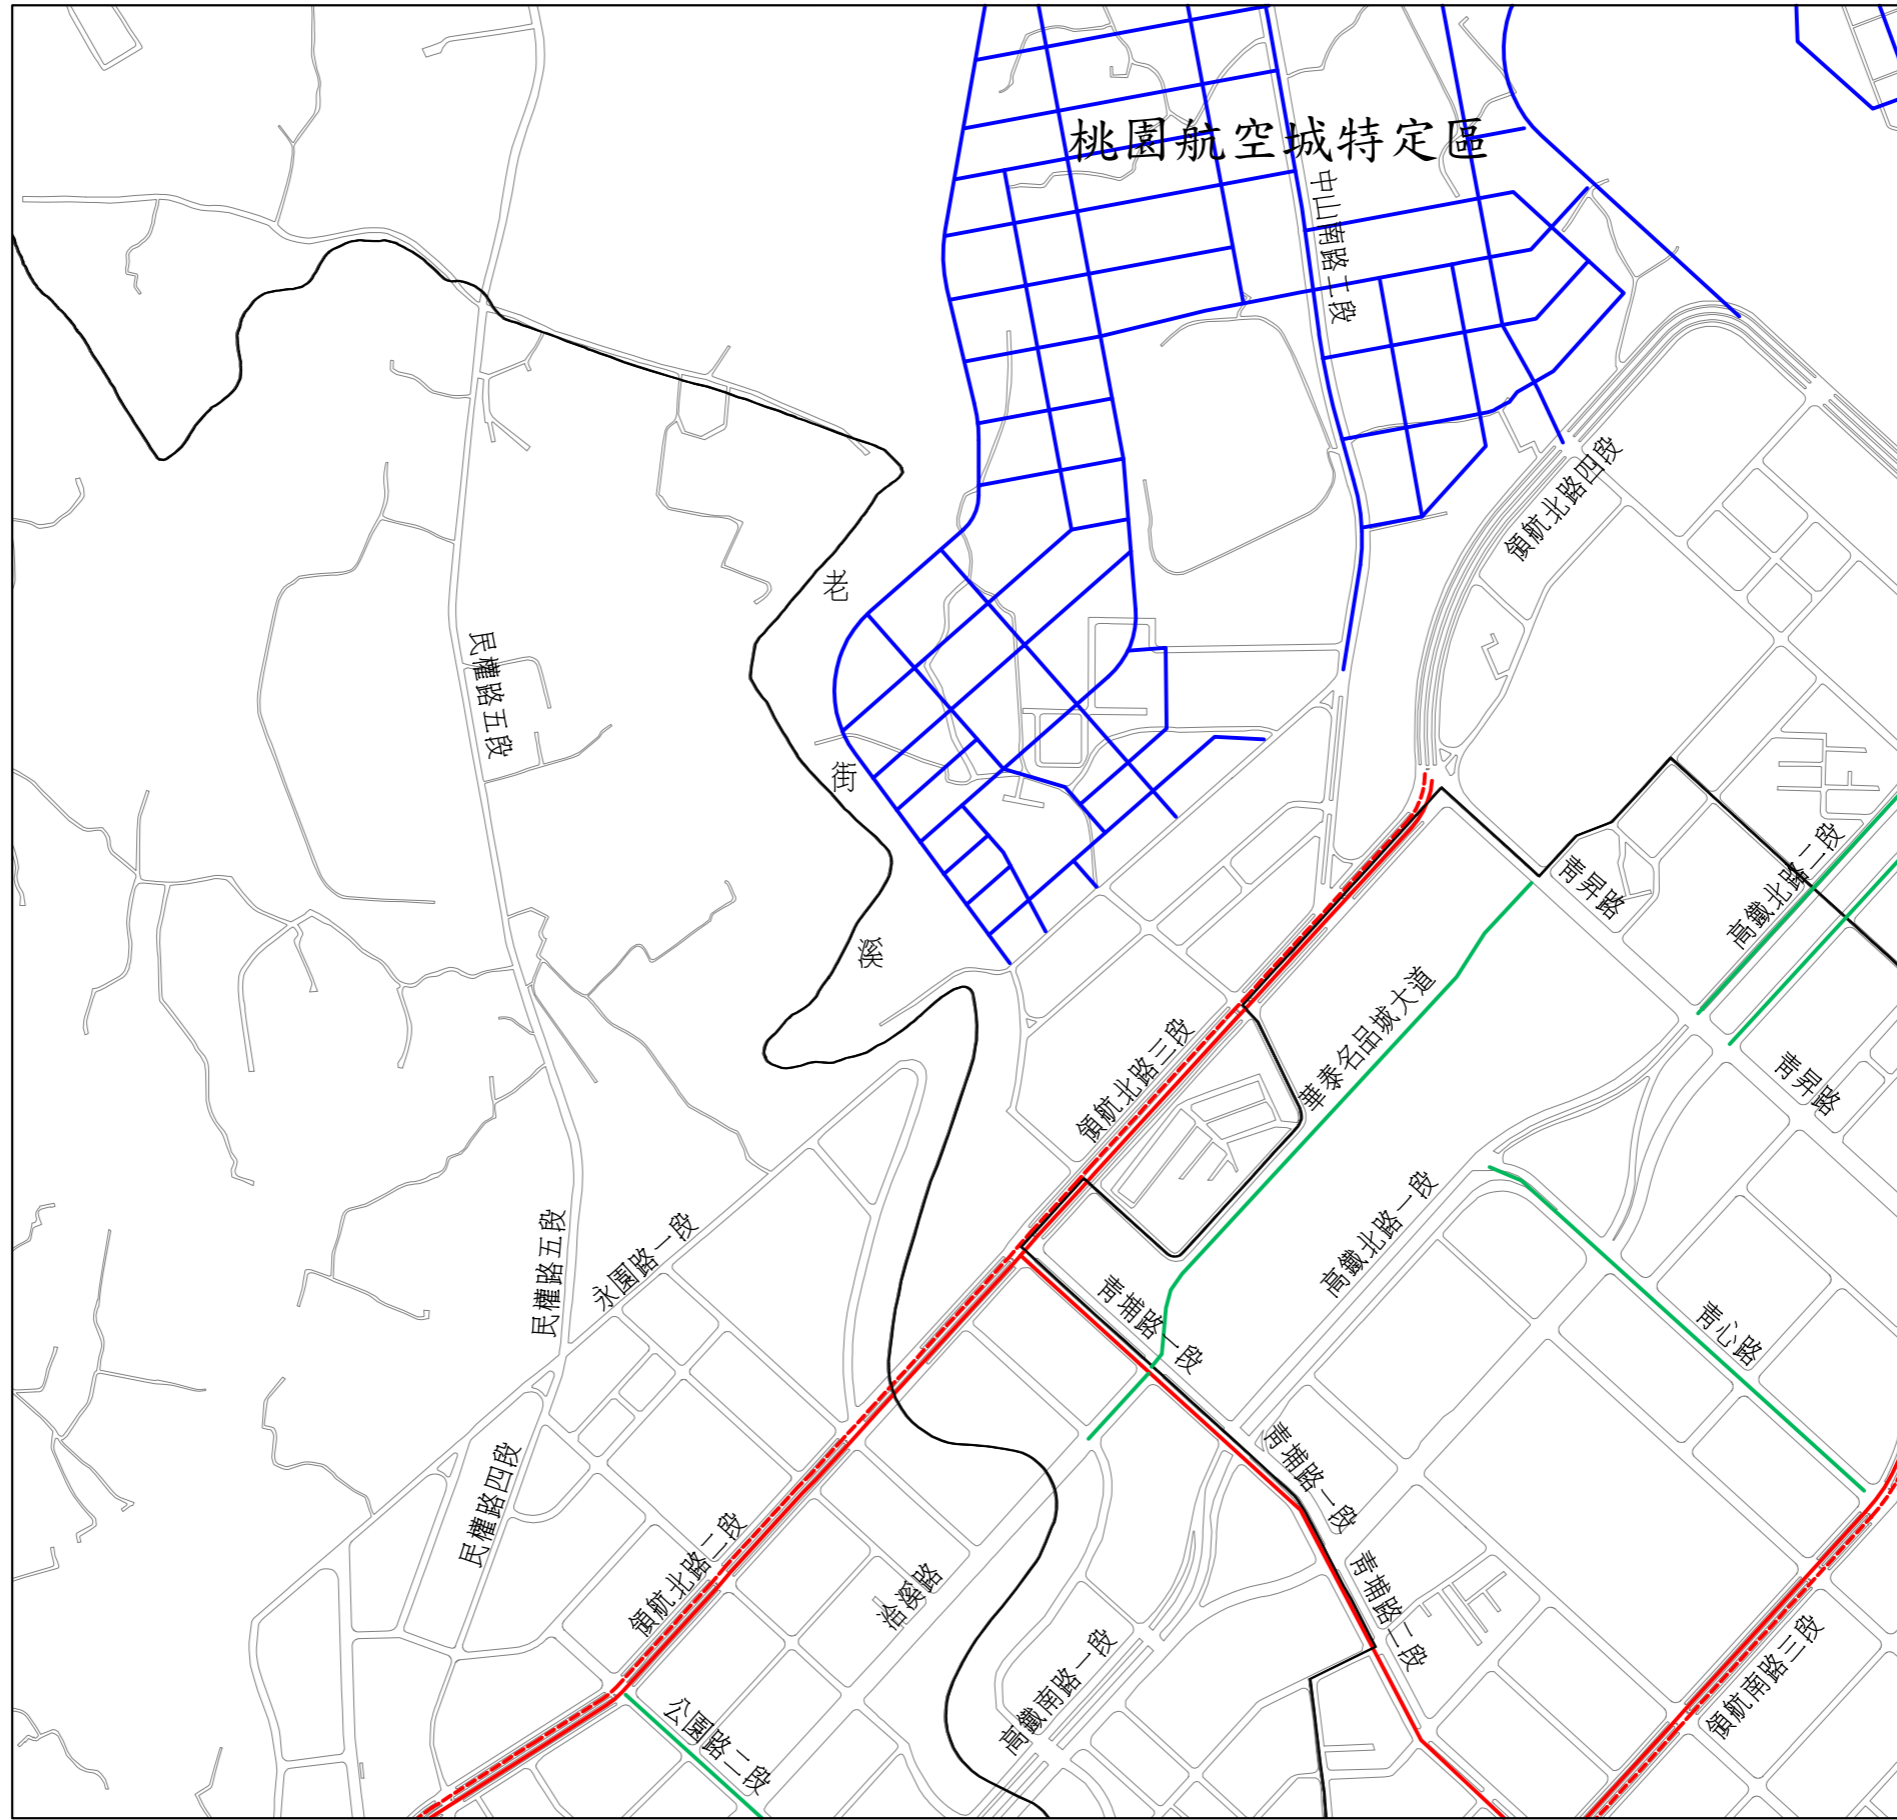 桃園航空城特定區
中山南路二段
領航北路四段
老
街
溪
民權路五段
青昇路
高鐵北路二段
華泰名品城大道
領航北路三段
青昇路
高鐵北路一段
民權路五段
永園路一段
青埔路一段
青心路
青埔路一段
民權路四段
領航北路二段
洽溪路
青埔路二段
高鐵南路一段
領航南路三段
公園路二段